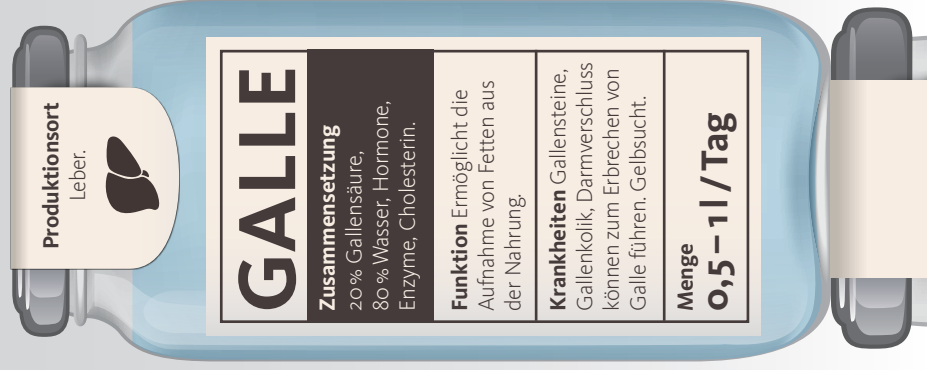 Produktionsort
Leber.
GALLE
Zusammensetzung
20 % Gallensäure,
80 % Wasser, Hormone,
Enzyme, Cholesterin.
Funktion Ermöglicht die
Aufnahme von Fetten aus
der Nahrung.
Krankheiten Gallensteine,
Gallenkolik, Darmverschluss
können zum Erbrechen von
Galle führen. Gelbsucht.
Menge
0,5 – 1 l / Tag